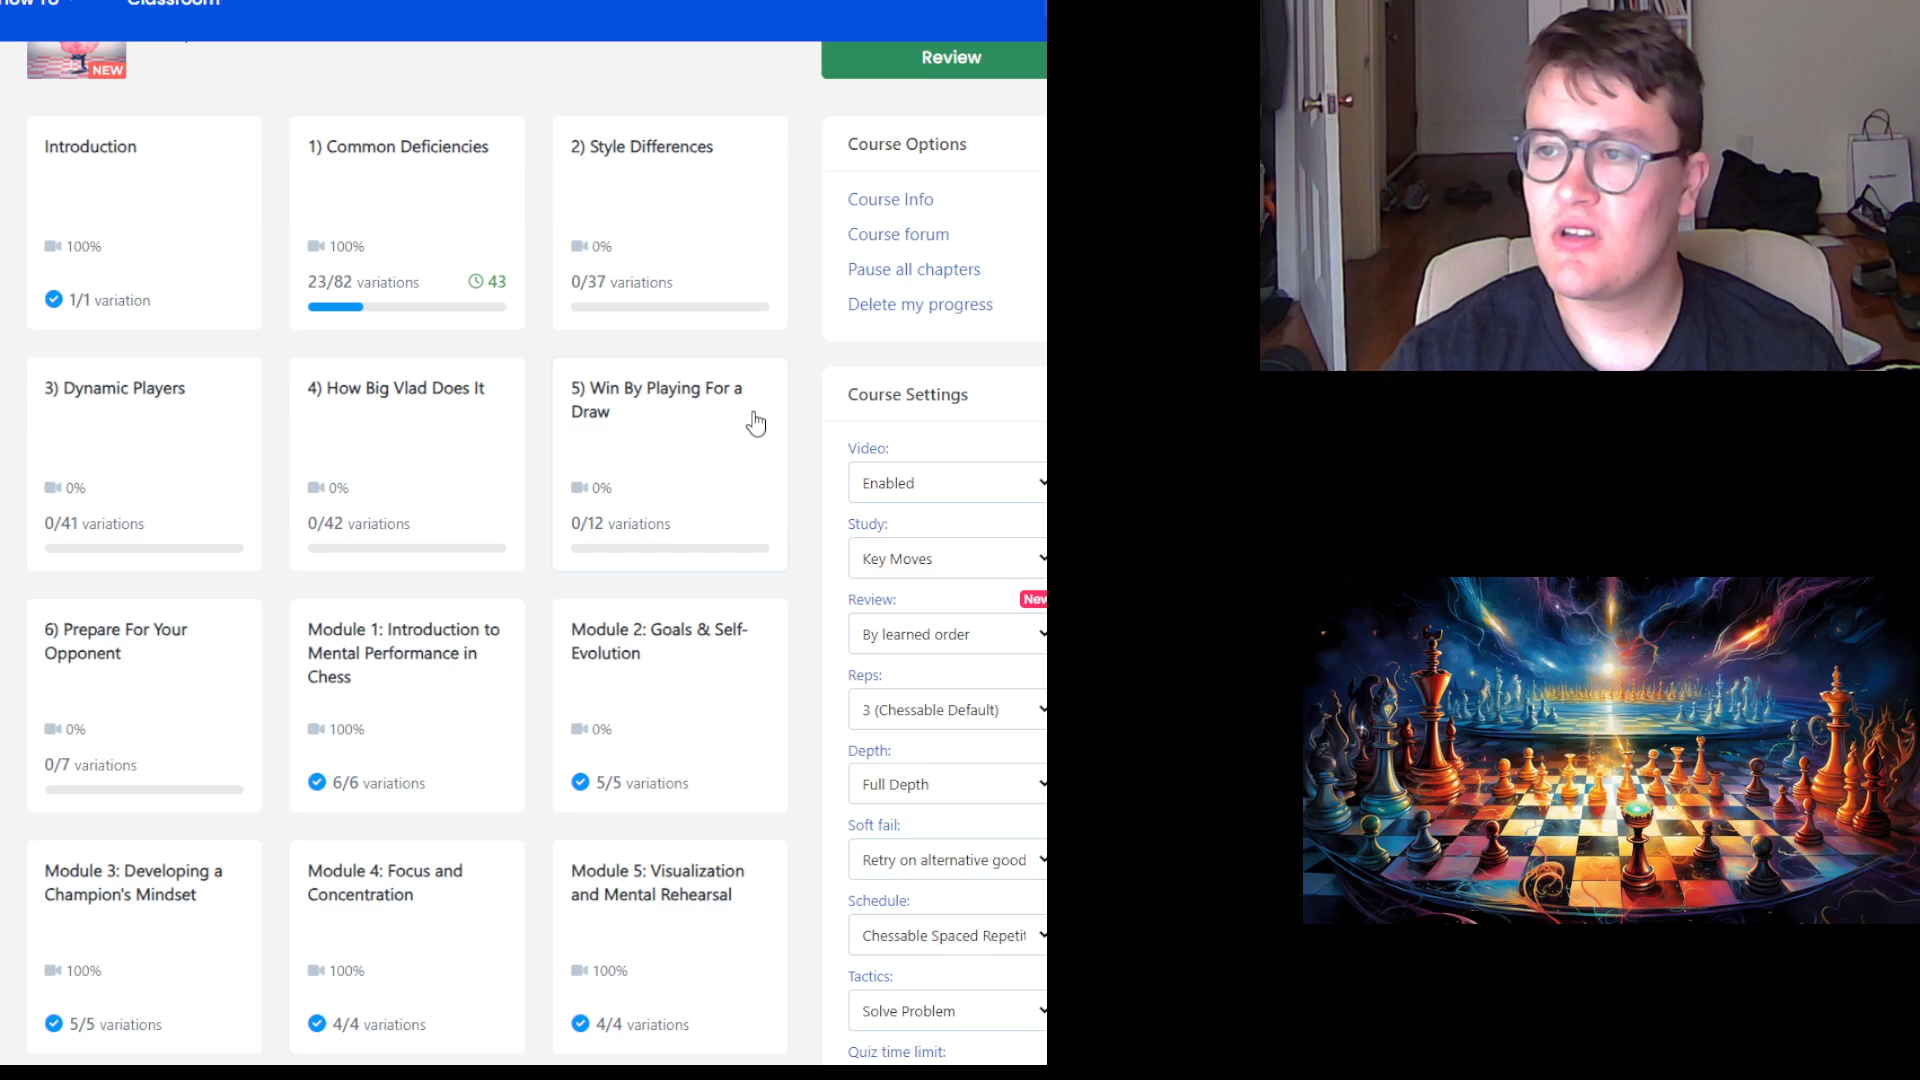 Classroom
NEW
Review
Introduction
100%
1/1 variation
1) Common Deficiencies
100%
23/82 variations 43
2) Style Differences
0%
0/37 variations
3) Dynamic Players
0%
0/41 variations
4) How Big Vlad Does It
0%
0/42 variations
5) Win By Playing For a
Draw
0%
0/12 variations
6) Prepare For Your
Opponent
0%
0/7 variations
Module 1: Introduction to
Mental Performance in
Chess
100%
6/6 variations
Module 2: Goals & Self-
Evolution
0%
5/5 variations
Module 3: Developing a
Champion's Mindset
100%
5/5 variations
Module 4: Focus and
Concentration
100%
4/4 variations
Module 5: Visualization
and Mental Rehearsal
100%
4/4 variations
Course Options
Course Info
Course forum
Pause all chapters
Delete my progress
Course Settings
Video:
Enabled
Study:
Key Moves
Review: New
By learned order
Reps:
3 (Chessable Default)
Depth:
Full Depth
Soft fail:
Retry on alternative good
Schedule:
Chessable Spaced Repetit
Tactics:
Solve Problem
Quiz time limit: